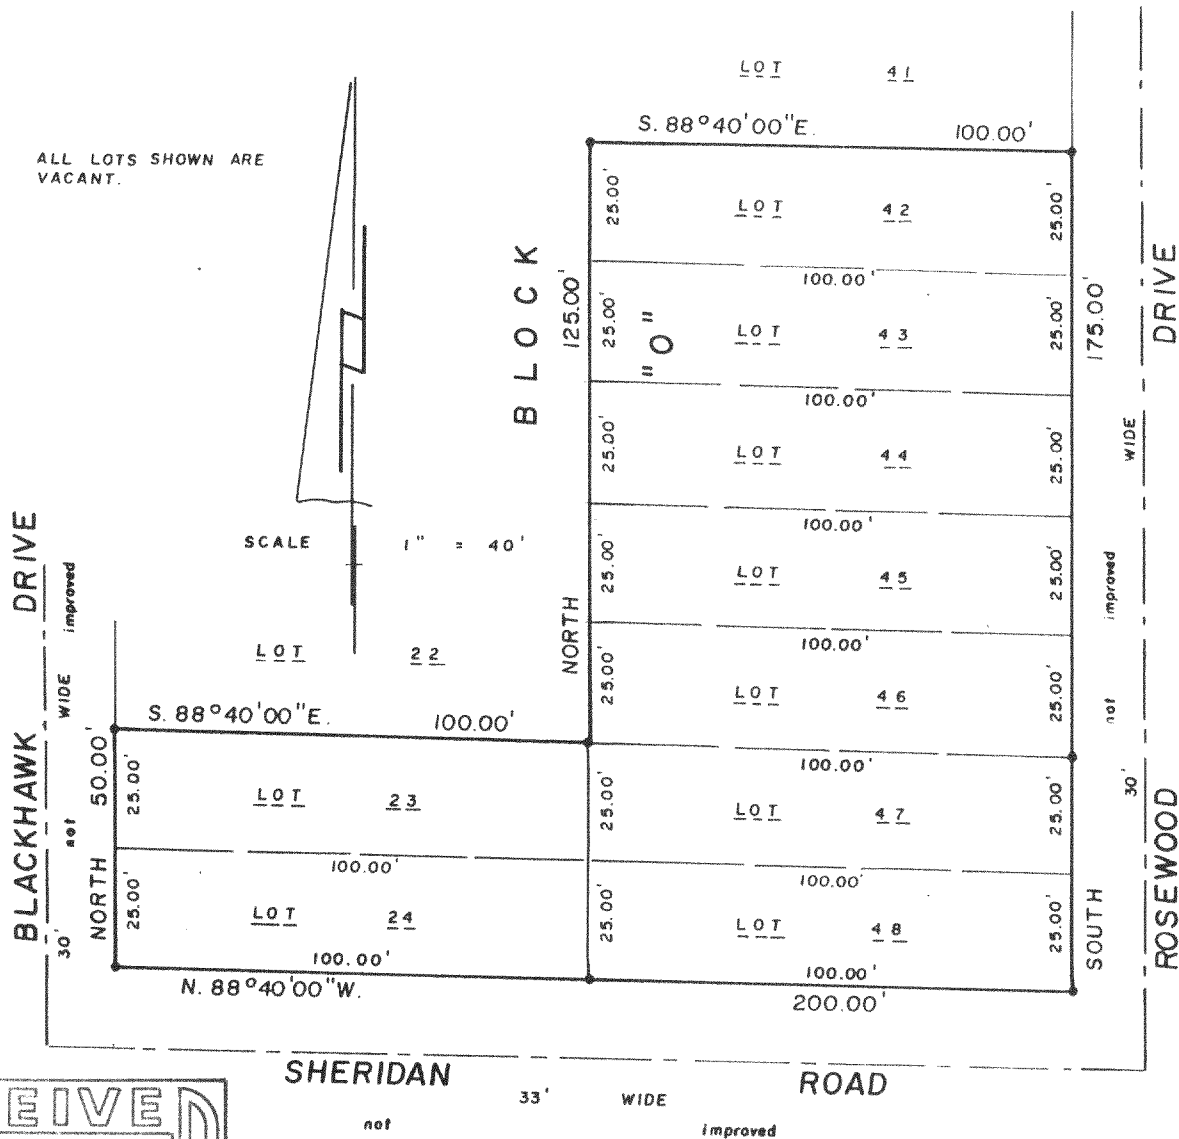 LOT 41
S. 88°40'00"E. 100.00'
ALL LOTS SHOWN ARE
VACANT.
25.00' LOT 42 25.00'
100.00'
BLOCK "O"
125.00'
NORTH
25.00' LOT 43 25.00'
100.00'
175.00'
SOUTH
25.00' LOT 44 25.00'
100.00'
SCALE 1" = 40'
25.00' LOT 45 25.00'
100.00'
LOT 22
25.00' LOT 46 25.00'
100.00'
S. 88°40'00"E. 100.00'
NORTH 50.00'
25.00' LOT 23
100.00'
25.00' LOT 47 25.00'
100.00'
25.00' LOT 24
100.00'
25.00' LOT 48 25.00'
100.00'
N. 88°40'00"W. 200.00'
BLACKHAWK DRIVE
30' WIDE
not improved
ROSEWOOD DRIVE
30' WIDE
not improved
SHERIDAN ROAD
33' WIDE
not improved
EIVE